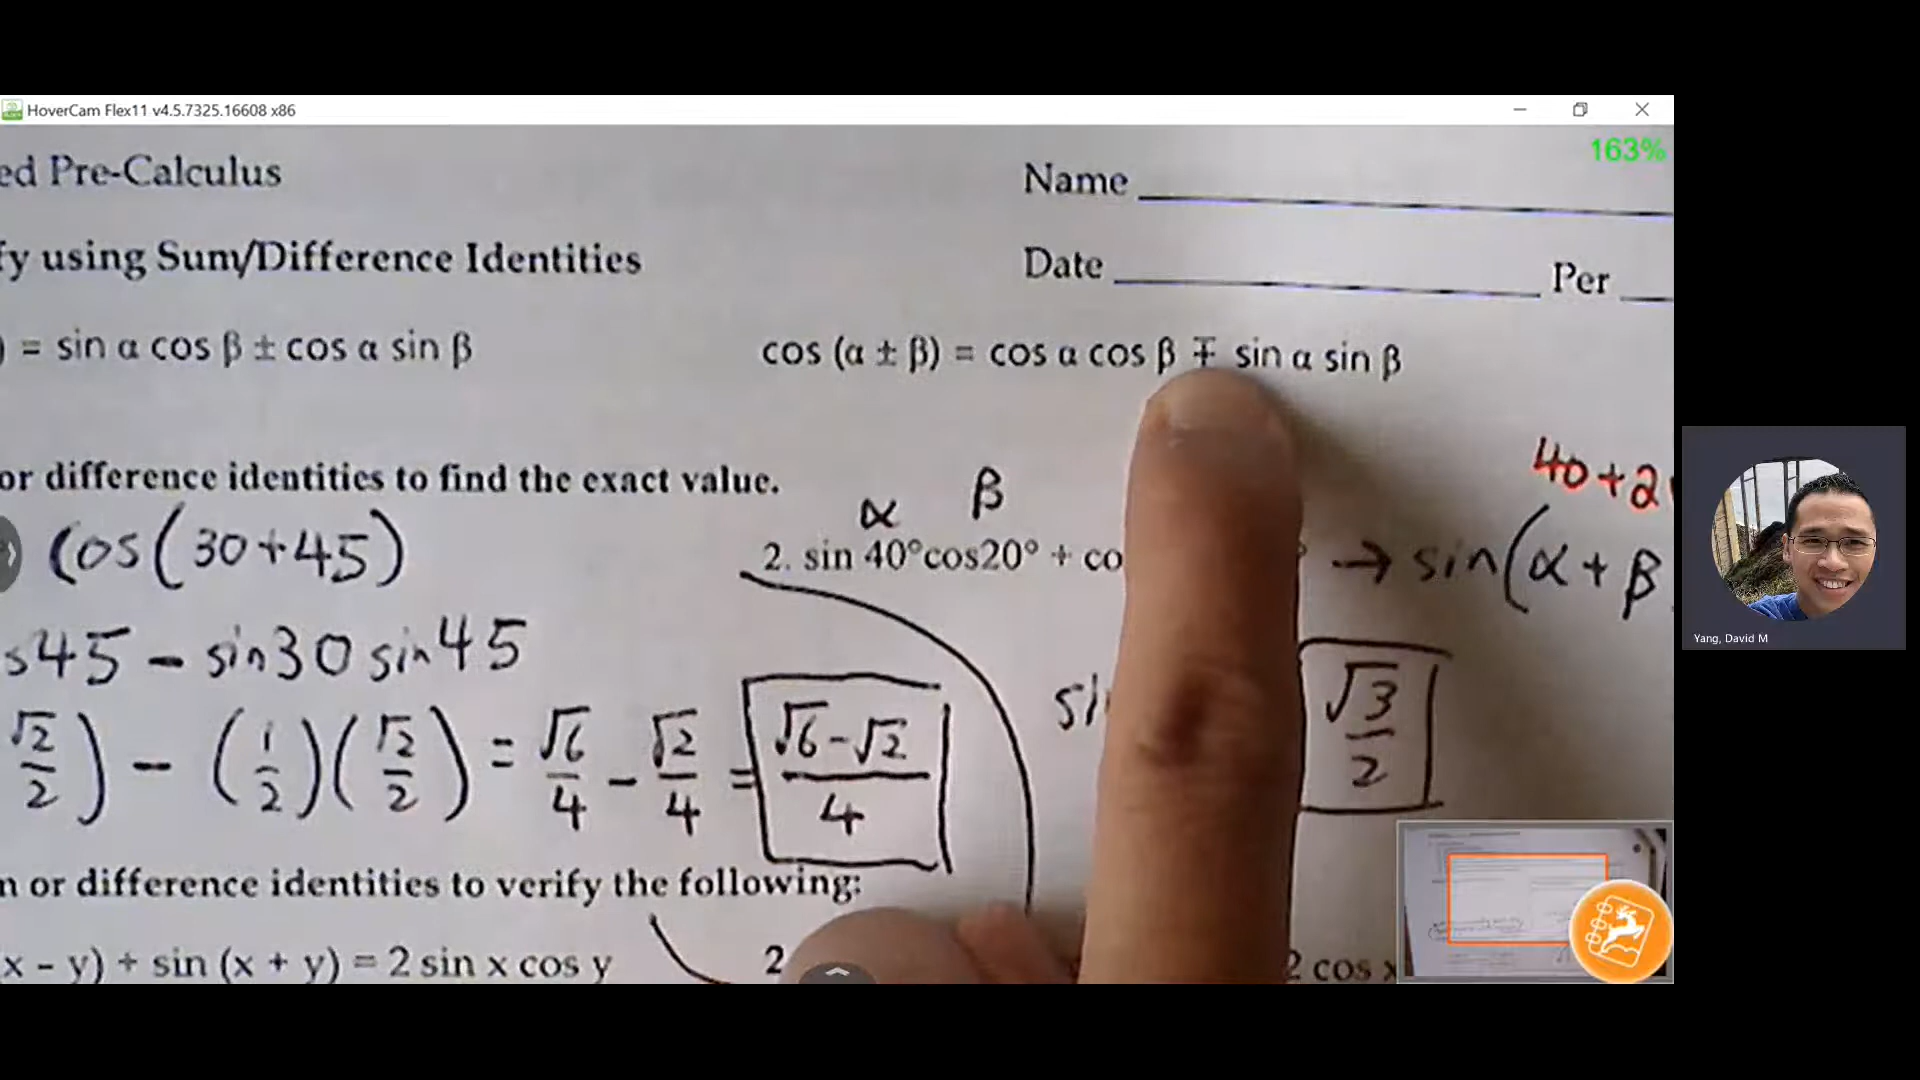 HoverCam Flex11 v4.5.7325.16608 x86
163%
ed Pre-Calculus
Name
fy using Sum/Difference Identities
Date Per
) = sin α cos β ± cos α sin β
cos (α ± β) = cos α cos β ∓ sin α sin β
or difference identities to find the exact value.
cos(30+45)
s45 - sin30 sin45
√2/2) - (1/2)(√2/2) = √6/4 - √2/4 = √6-√2/4
α β
2. sin 40°cos20° + co
40+2
→ sin(α + β
√3/2
n or difference identities to verify the following:
x – y) + sin (x + y) = 2 sin x cos y
2
2 cos x
Yang, David M